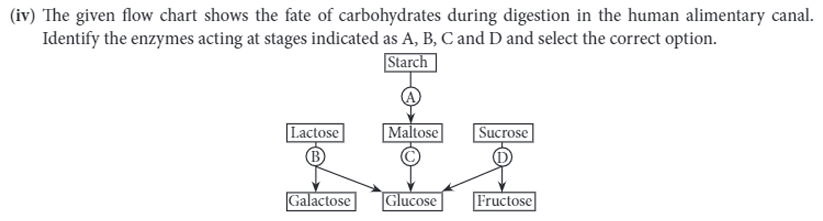 (iv) The given flow chart shows the fate of carbohydrates during digestion in the human alimentary canal.
Identify the enzymes acting at stages indicated as A, B, C and D and select the correct option.
Starch
A
Lactose Maltose Sucrose
B C D
Galactose Glucose Fructose